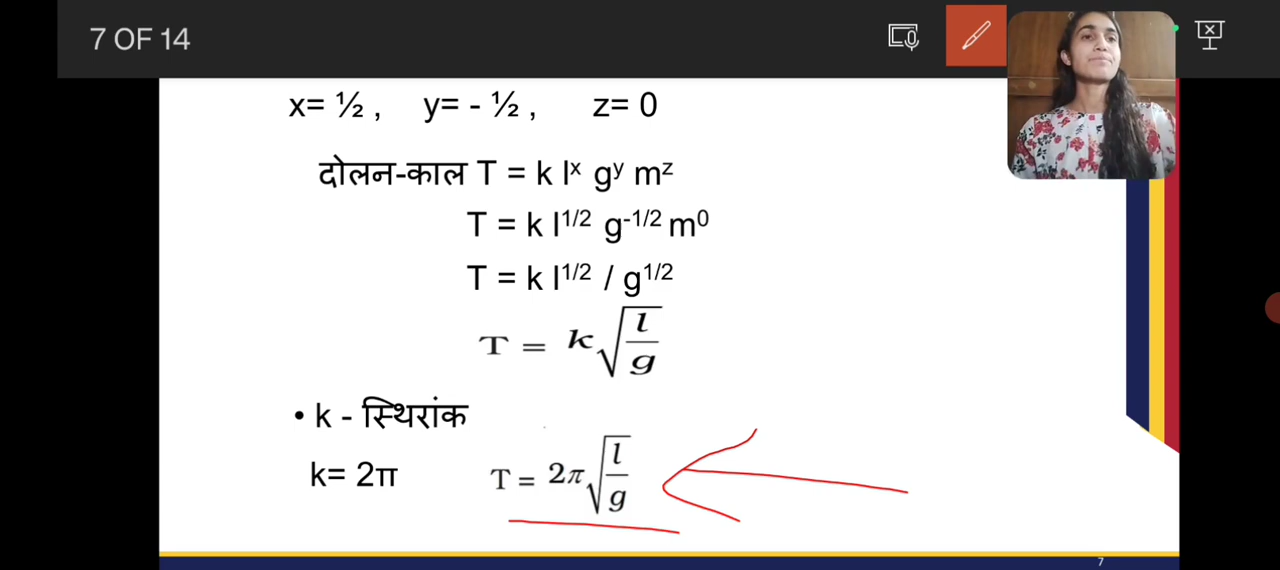 7 OF 14
x= ½ , y= - ½ , z= 0
दोलन-काल T = k lˣ gʸ mᶻ
T = k l^1/2 g^-1/2 m^0
T = k l^1/2 / g^1/2
T = k√(l/g)
• k - स्थिरांक
k= 2π T = 2π√(l/g)
7